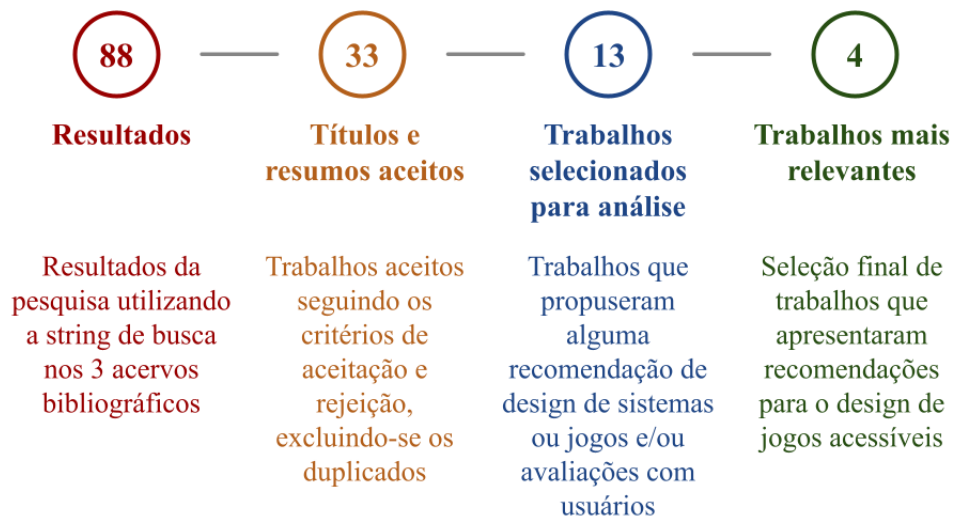 88
33
13
4
Resultados
Títulos e
resumos aceitos
Trabalhos
selecionados
para análise
Trabalhos mais
relevantes
Resultados da
pesquisa utilizando
a string de busca
nos 3 acervos
bibliográficos
Trabalhos aceitos
seguindo os
critérios de
aceitação e
rejeição,
excluindo-se os
duplicados
Trabalhos que
propuseram
alguma
recomendação de
design de sistemas
ou jogos e/ou
avaliações com
usuários
Seleção final de
trabalhos que
apresentaram
recomendações
para o design de
jogos acessíveis